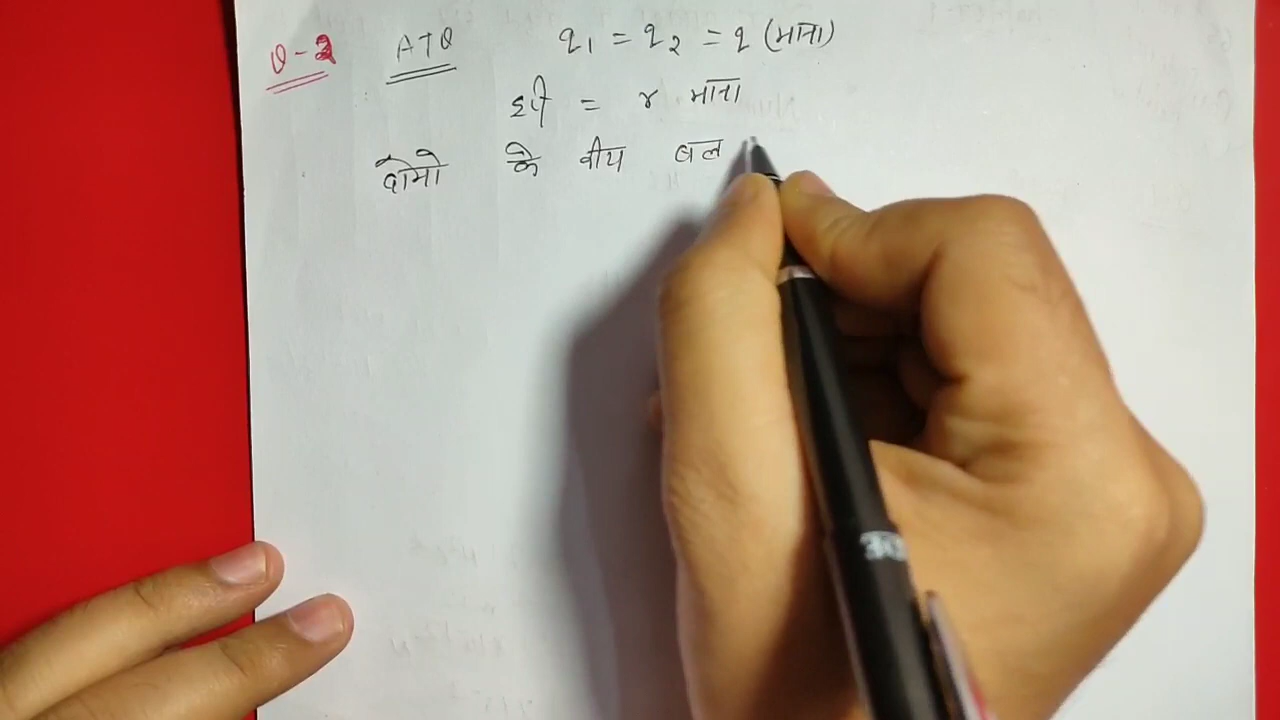 Q-2 ATQ q1 = q2 = q (माना)
दूरी = r माना
दोनो के बीच बल